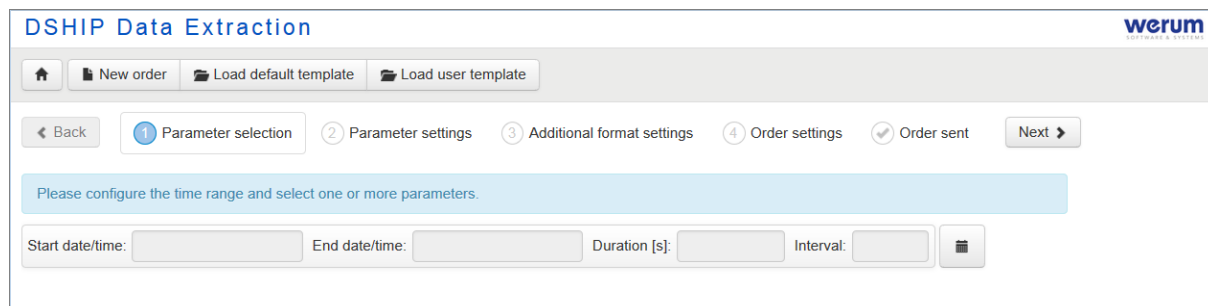 DSHIP Data Extraction
werum
SOFTWARE & SYSTEMS
New order Load default template Load user template
Back 1 Parameter selection 2 Parameter settings 3 Additional format settings 4 Order settings Order sent Next
Please configure the time range and select one or more parameters.
Start date/time: End date/time: Duration [s]: Interval: